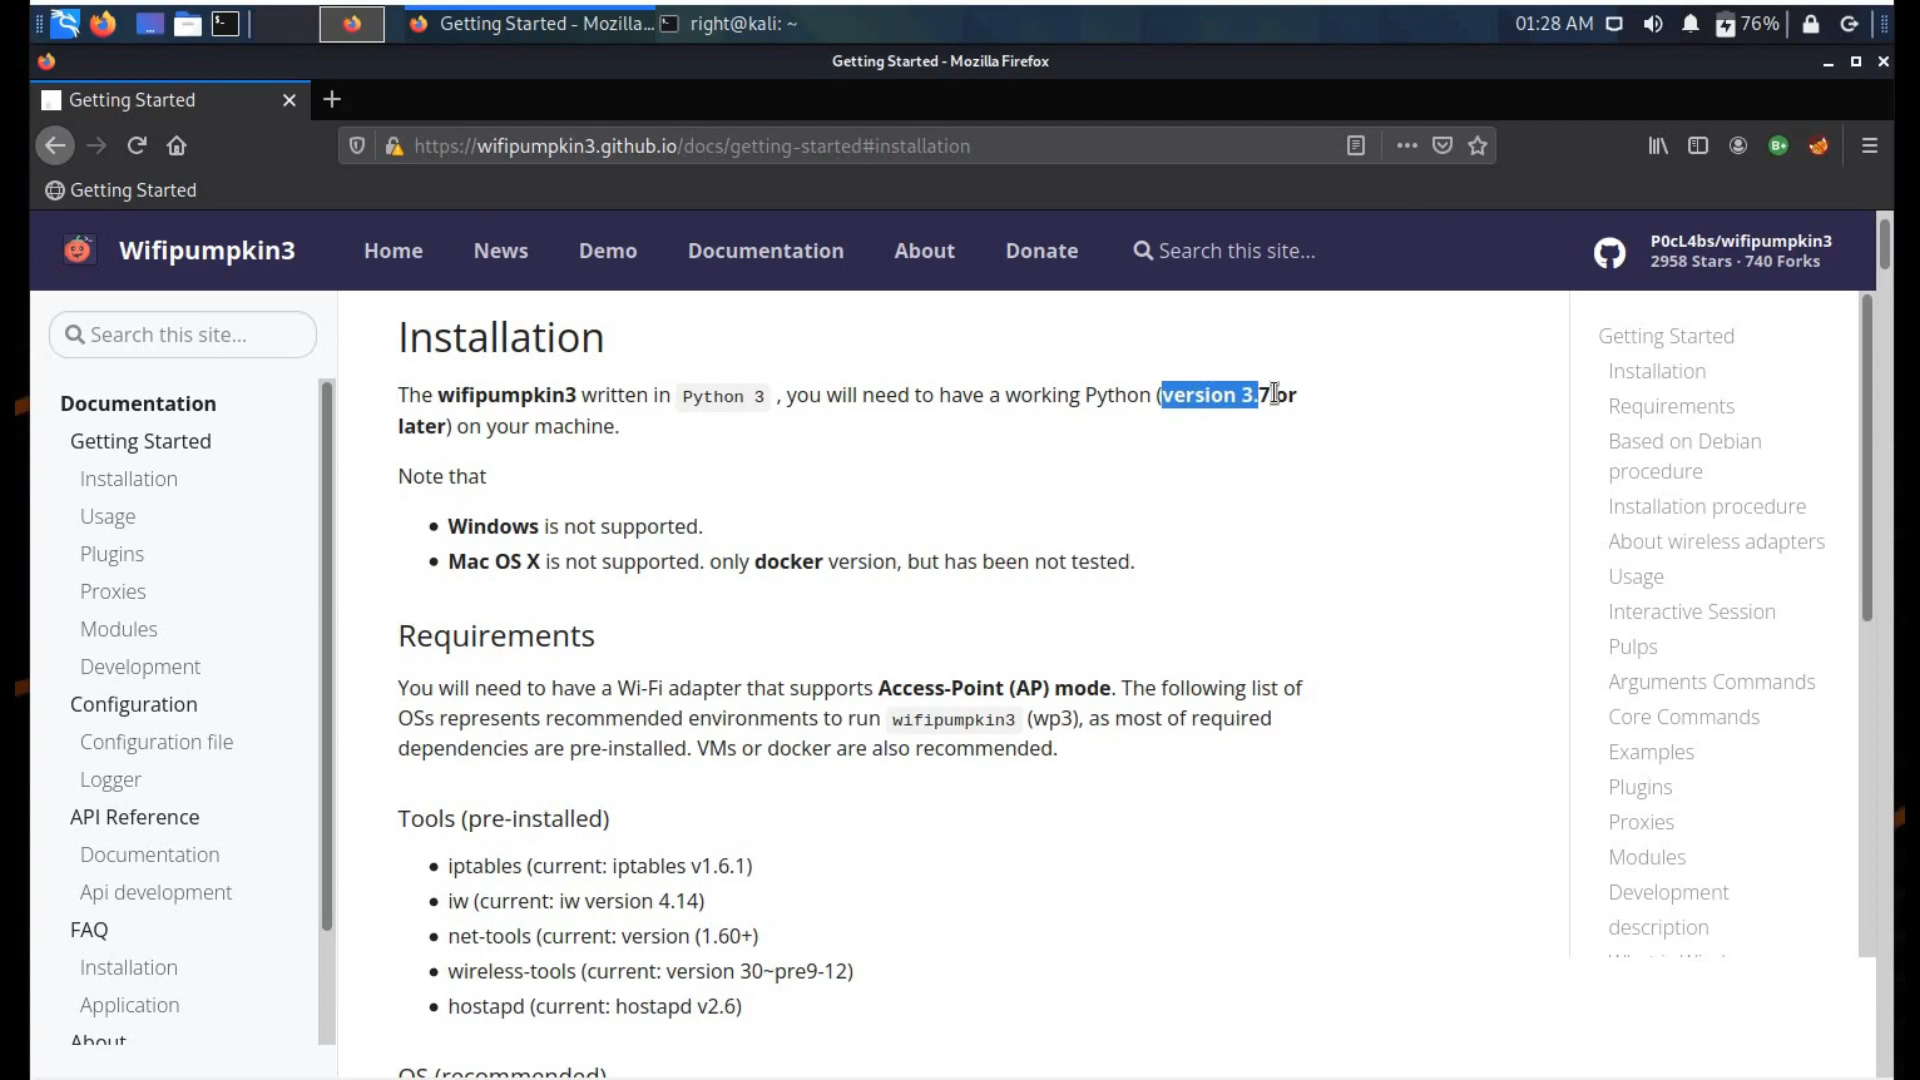 Getting Started - Mozilla...
right@kali: ~
01:28 AM
76%
Getting Started - Mozilla Firefox
Getting Started
https://wifipumpkin3.github.io/docs/getting-started#installation
Getting Started
Wifipumpkin3
Home
News
Demo
Documentation
About
Donate
Search this site...
P0cL4bs/wifipumpkin3
2958 Stars · 740 Forks
Search this site...
Documentation
Getting Started
Installation
Usage
Plugins
Proxies
Modules
Development
Configuration
Configuration file
Logger
API Reference
Documentation
Api development
FAQ
Installation
Application
About
Installation
The wifipumpkin3 written in Python 3 , you will need to have a working Python (version 3.7 or
later) on your machine.
Note that
• Windows is not supported.
• Mac OS X is not supported. only docker version, but has been not tested.
Requirements
You will need to have a Wi-Fi adapter that supports Access-Point (AP) mode. The following list of
OSs represents recommended environments to run wifipumpkin3 (wp3), as most of required
dependencies are pre-installed. VMs or docker are also recommended.
Tools (pre-installed)
• iptables (current: iptables v1.6.1)
• iw (current: iw version 4.14)
• net-tools (current: version (1.60+)
• wireless-tools (current: version 30~pre9-12)
• hostapd (current: hostapd v2.6)
OS (recommended)
Getting Started
Installation
Requirements
Based on Debian
procedure
Installation procedure
About wireless adapters
Usage
Interactive Session
Pulps
Arguments Commands
Core Commands
Examples
Plugins
Proxies
Modules
Development
description